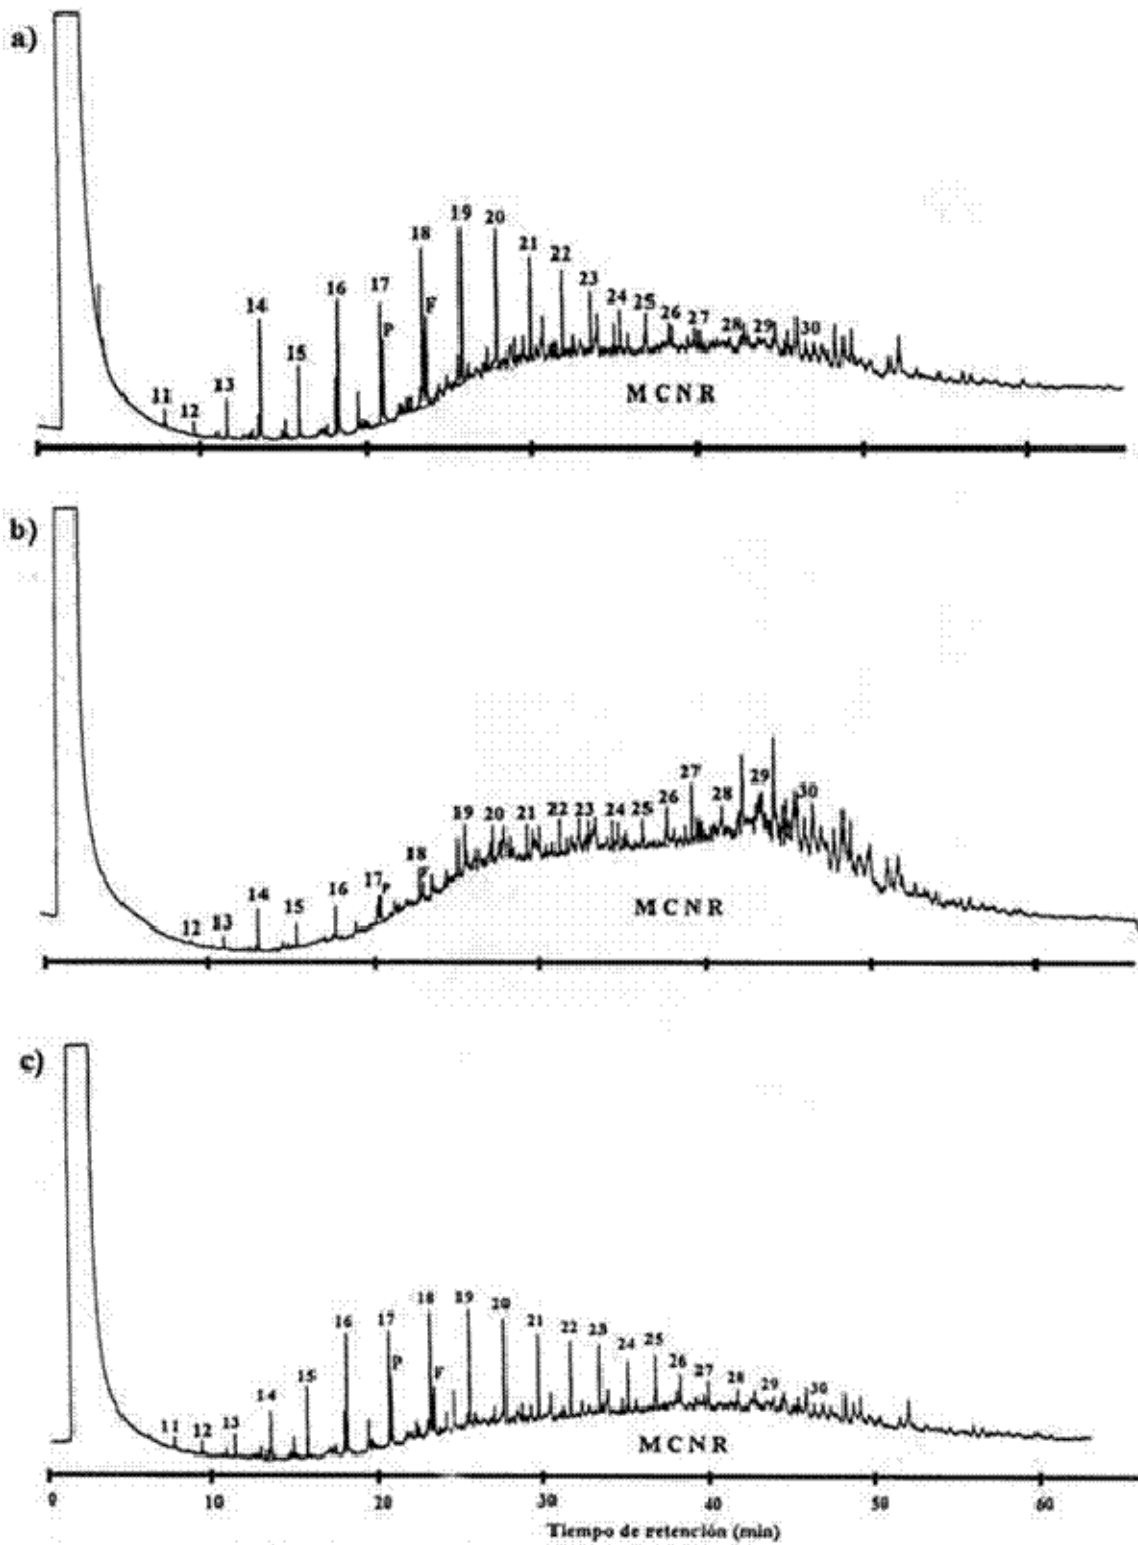 a)
11 12 13 14 15 16 17 P 18 F 19 20 21 22 23 24 25 26 27 28 29 30
MCNR
b)
12 13 14 15 16 17 P 18 F 19 20 21 22 23 24 25 26 27 28 29 30
MCNR
c)
11 12 13 14 15 16 17 P 18 F 19 20 21 22 23 24 25 26 27 28 29 30
MCNR
0 10 20 30 40 50 60
Tiempo de retención (min)